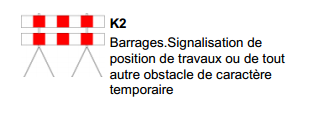 K2
Barrages.Signalisation de
position de travaux ou de tout
autre obstacle de caractère
temporaire